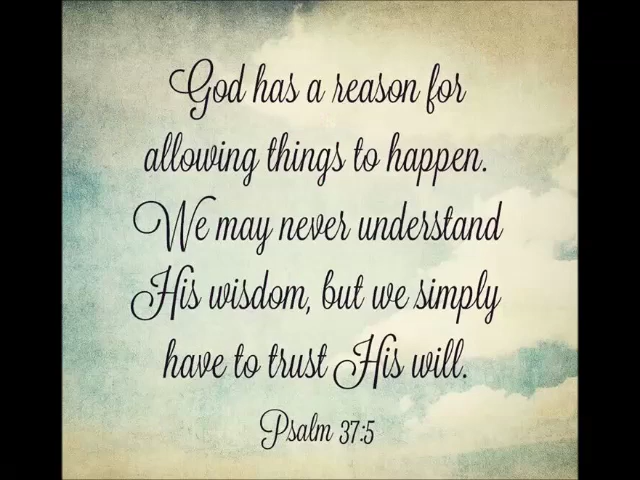 God has a reason for
allowing things to happen.
We may never understand
His wisdom, but we simply
have to trust His will.
Psalm 37:5